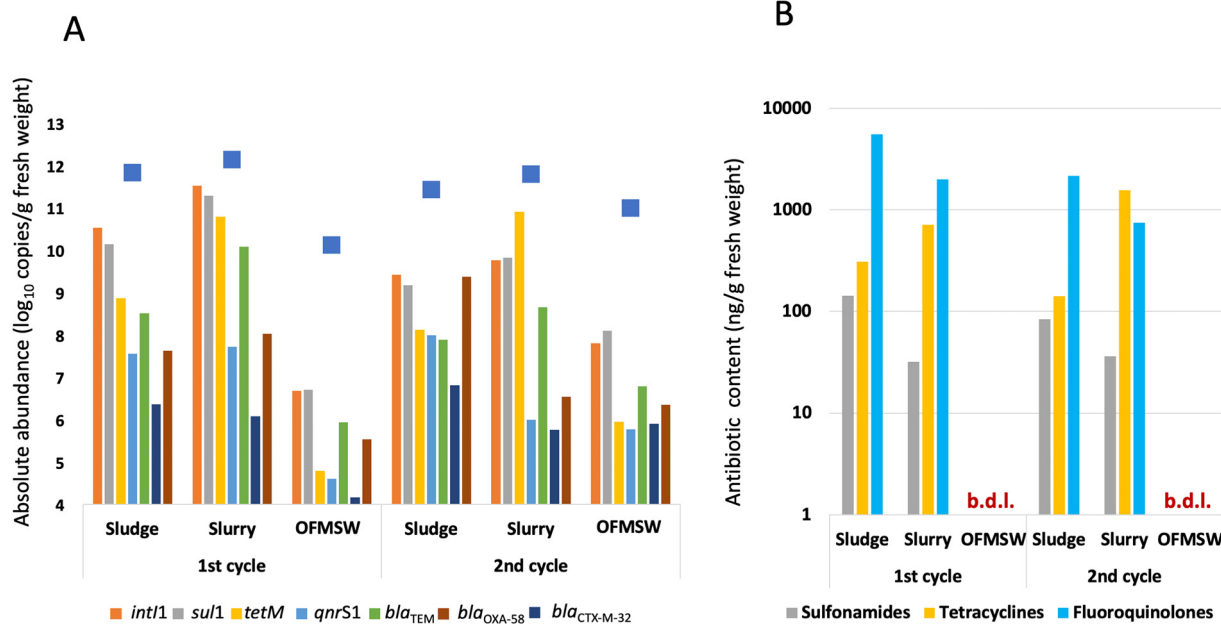 A
Absolute abundance (log10 copies/g fresh weight)
13
12
11
10
9
8
7
6
5
4
Sludge Slurry OFMSW Sludge Slurry OFMSW
1st cycle 2nd cycle
intI1 sul1 tetM qnrS1 blaTEM blaOXA-58 blaCTX-M-32
B
Antibiotic content (ng/g fresh weight)
10000
1000
100
10
1
b.d.l. b.d.l.
Sludge Slurry OFMSW Sludge Slurry OFMSW
1st cycle 2nd cycle
Sulfonamides Tetracyclines Fluoroquinolones